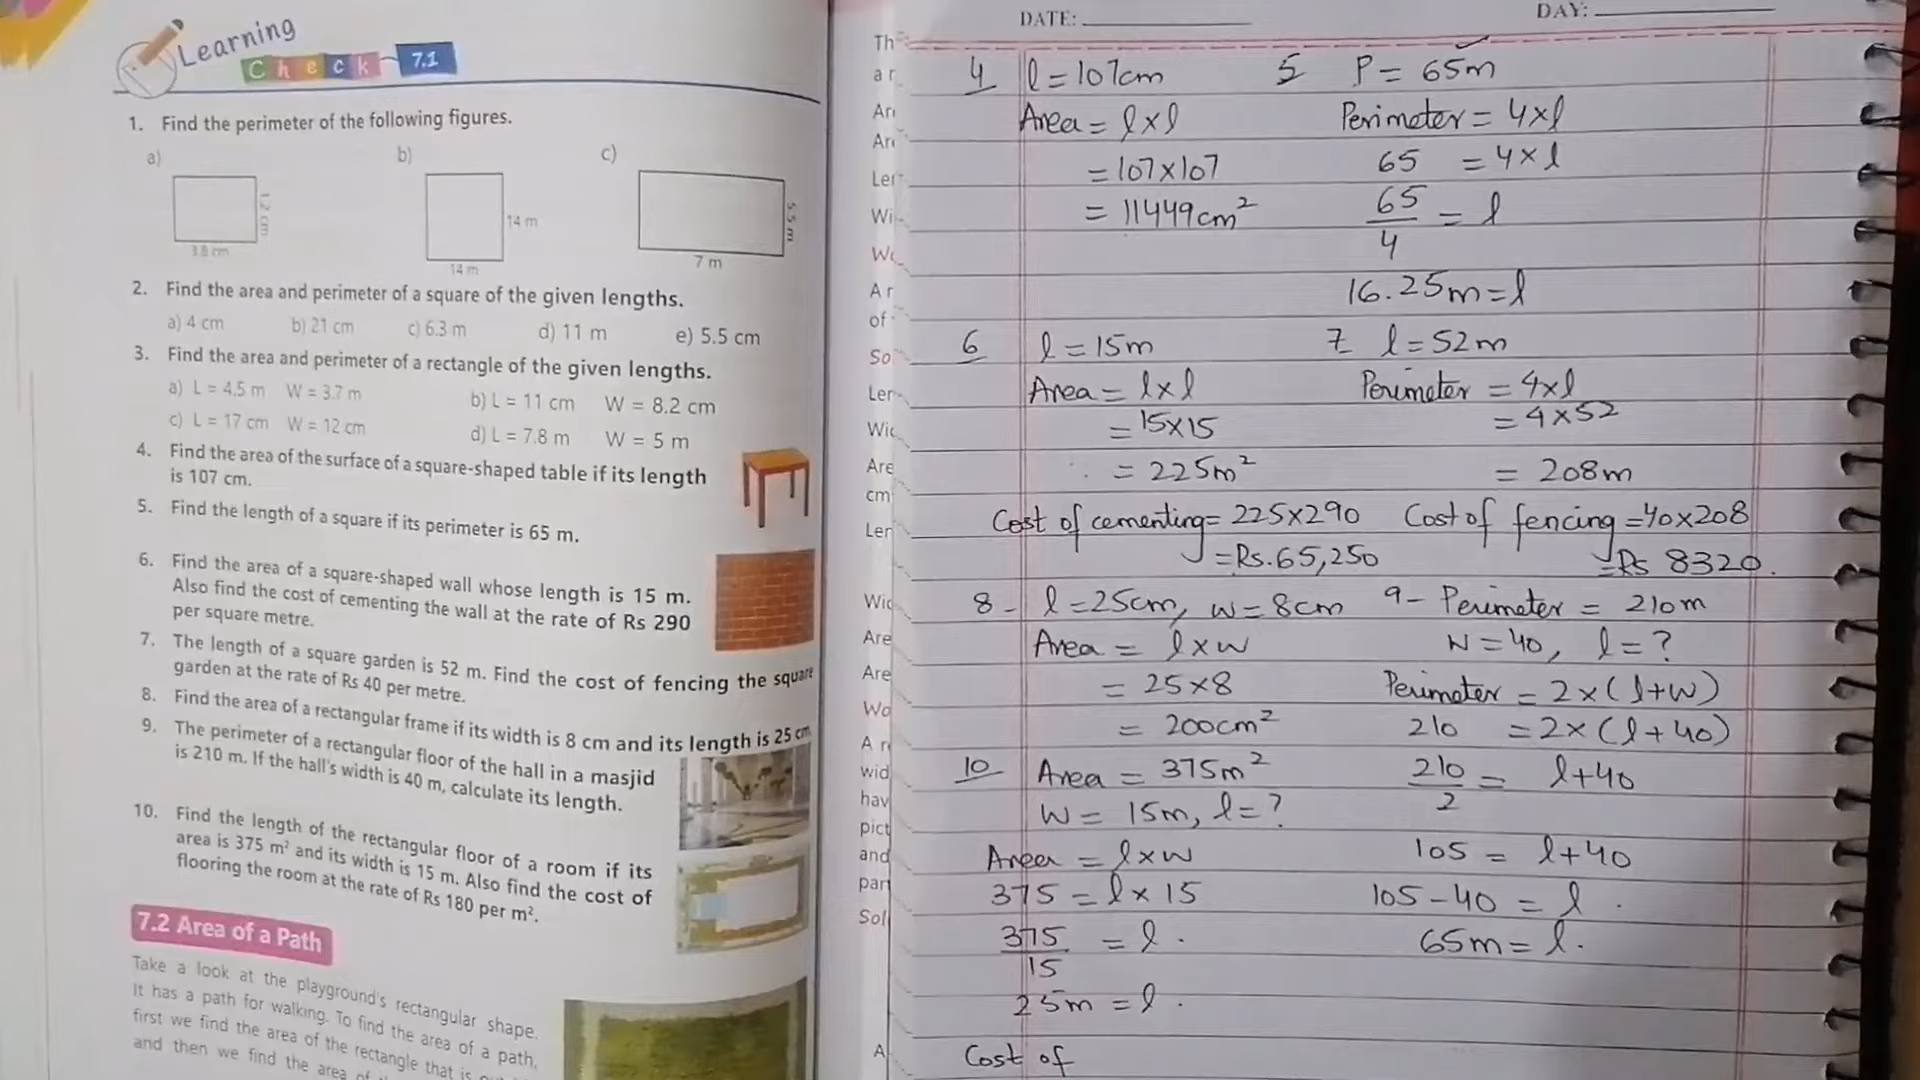 Learning
Check 7.1
1. Find the perimeter of the following figures.
a)
b)
c)
1.2 cm
3.8 cm
14 m
14 m
5.5 m
7 m
2. Find the area and perimeter of a square of the given lengths.
a) 4 cm b) 21 cm c) 6.3 m d) 11 m e) 5.5 cm
3. Find the area and perimeter of a rectangle of the given lengths.
a) L = 4.5 m W = 3.7 m b) L = 11 cm W = 8.2 cm
c) L = 17 cm W = 12 cm d) L = 7.8 m W = 5 m
4. Find the area of the surface of a square-shaped table if its length
is 107 cm.
5. Find the length of a square if its perimeter is 65 m.
6. Find the area of a square-shaped wall whose length is 15 m.
Also find the cost of cementing the wall at the rate of Rs 290
per square metre.
7. The length of a square garden is 52 m. Find the cost of fencing the square
garden at the rate of Rs 40 per metre.
8. Find the area of a rectangular frame if its width is 8 cm and its length is 25 cm
9. The perimeter of a rectangular floor of the hall in a masjid
is 210 m. If the hall's width is 40 m, calculate its length.
10. Find the length of the rectangular floor of a room if its
area is 375 m² and its width is 15 m. Also find the cost of
flooring the room at the rate of Rs 180 per m².
7.2 Area of a Path
Take a look at the playground's rectangular shape.
It has a path for walking. To find the area of a path,
first we find the area of the rectangle that is
and then we find the area
DATE: DAY:
4 l = 107cm
Area = l x l
= 107 x 107
= 11449cm²
5 P = 65m
Perimeter = 4 x l
65 = 4 x l
65
4
= l
16.25m = l
6 l = 15m
Area = l x l
= 15 x 15
= 225m²
Cost of cementing = 225 x 290
= Rs. 65,250
7 l = 52m
Perimeter = 4 x l
= 4 x 52
= 208m
Cost of fencing = 40 x 208
= Rs 8320.
8 - l = 25cm, w = 8cm
Area = l x w
= 25 x 8
= 200cm²
9 - Perimeter = 210m
W = 40, l = ?
Perimeter = 2 x (l + w)
210 = 2 x (l + 40)
210
2
= l + 40
105 = l + 40
105 - 40 = l
65m = l.
10 Area = 375m²
W = 15m, l = ?
Area = l x w
375 = l x 15
375
15
= l.
25m = l.
Cost of